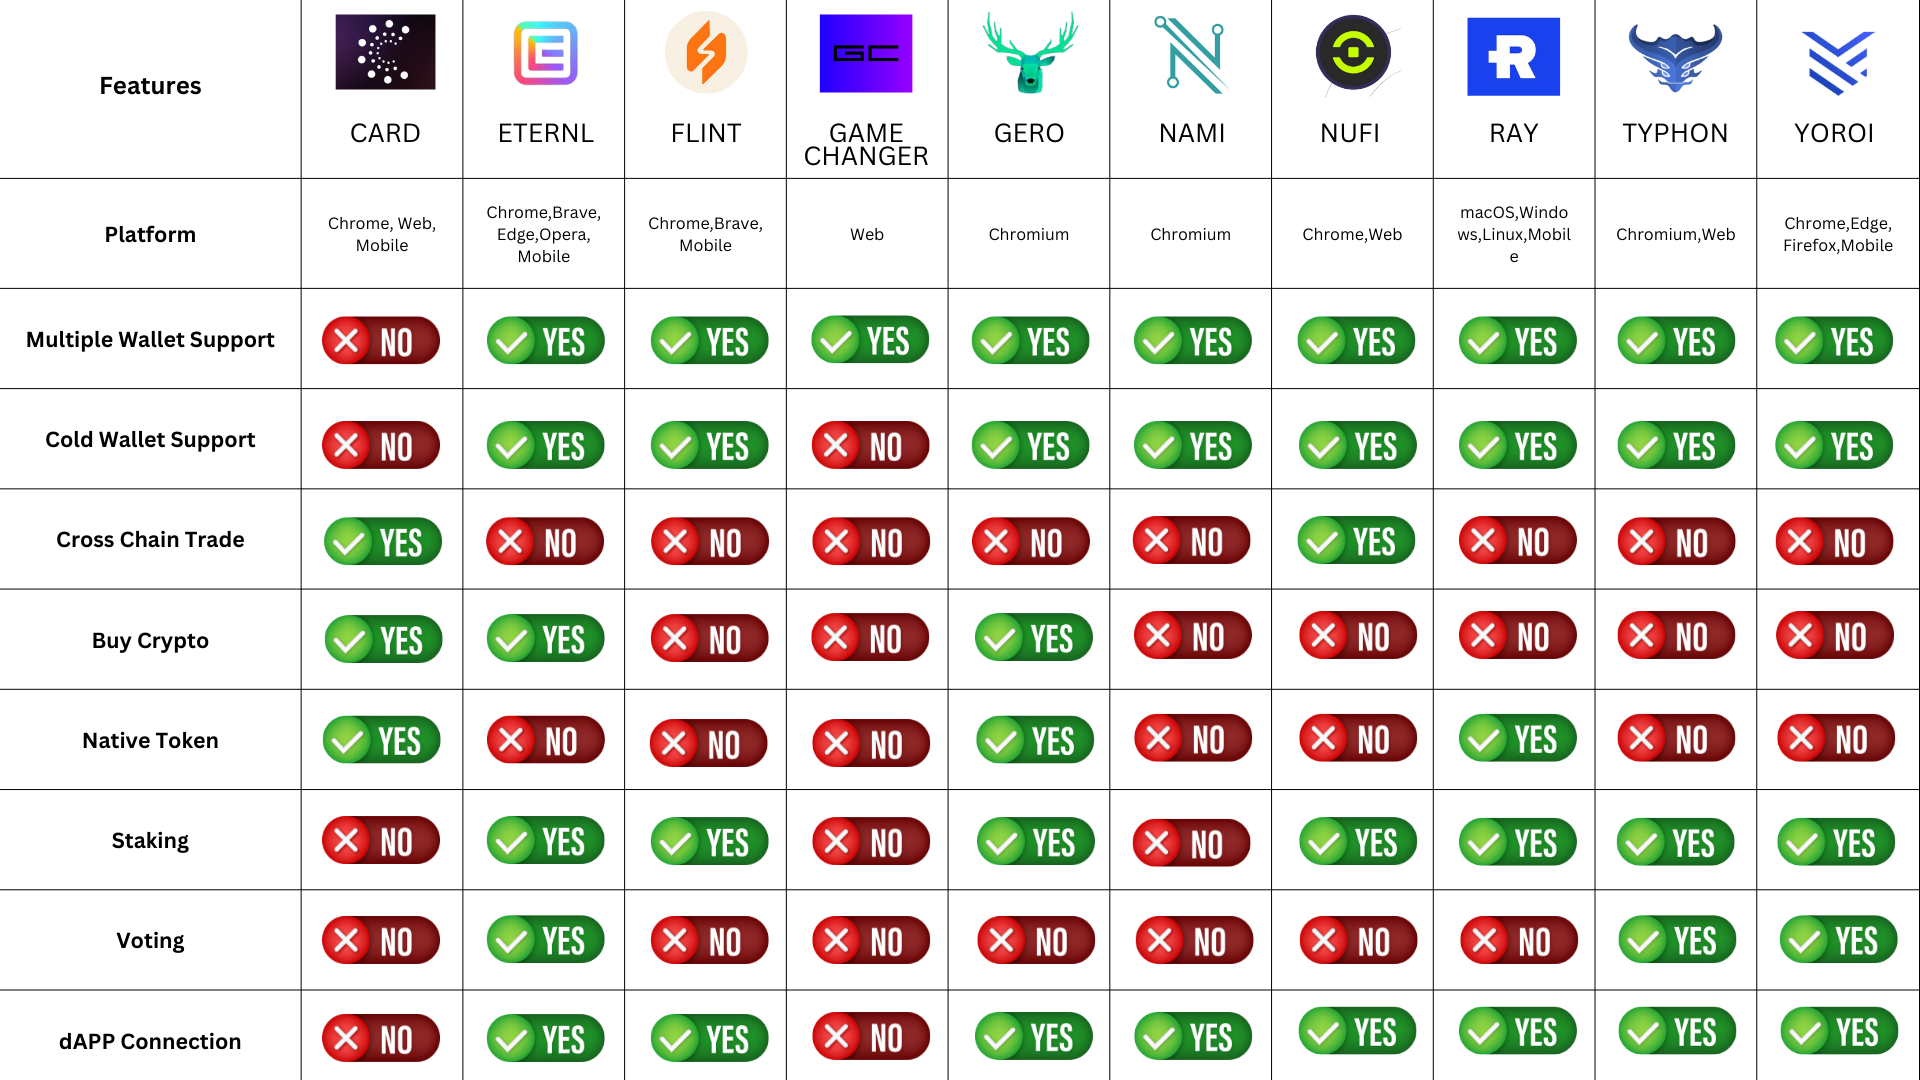 Features
CARD
ETERNL
FLINT
GC
GAME
CHANGER
GERO
NAMI
NUFI
R
RAY
TYPHON
YOROI
Platform
Chrome, Web,
Mobile
Chrome,Brave,
Edge,Opera,
Mobile
Chrome,Brave,
Mobile
Web
Chromium
Chromium
Chrome,Web
macOS,Windo
ws,Linux,Mobil
e
Chromium,Web
Chrome,Edge,
Firefox,Mobile
Multiple Wallet Support
NO
YES
YES
YES
YES
YES
YES
YES
YES
YES
Cold Wallet Support
NO
YES
YES
NO
YES
YES
YES
YES
YES
YES
Cross Chain Trade
YES
NO
NO
NO
NO
NO
YES
NO
NO
NO
Buy Crypto
YES
YES
NO
NO
YES
NO
NO
NO
NO
NO
Native Token
YES
NO
NO
NO
YES
NO
NO
YES
NO
NO
Staking
NO
YES
YES
NO
YES
NO
YES
YES
YES
YES
Voting
NO
YES
NO
NO
NO
NO
NO
NO
YES
YES
dAPP Connection
NO
YES
YES
NO
YES
YES
YES
YES
YES
YES